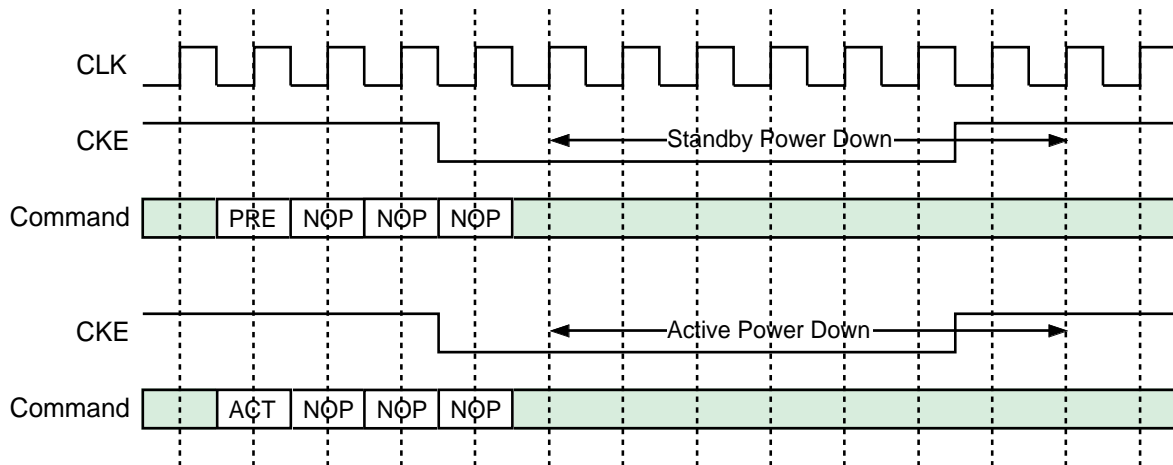 CLK
CKE Standby Power Down
Command PRE NOP NOP NOP
CKE Active Power Down
Command ACT NOP NOP NOP